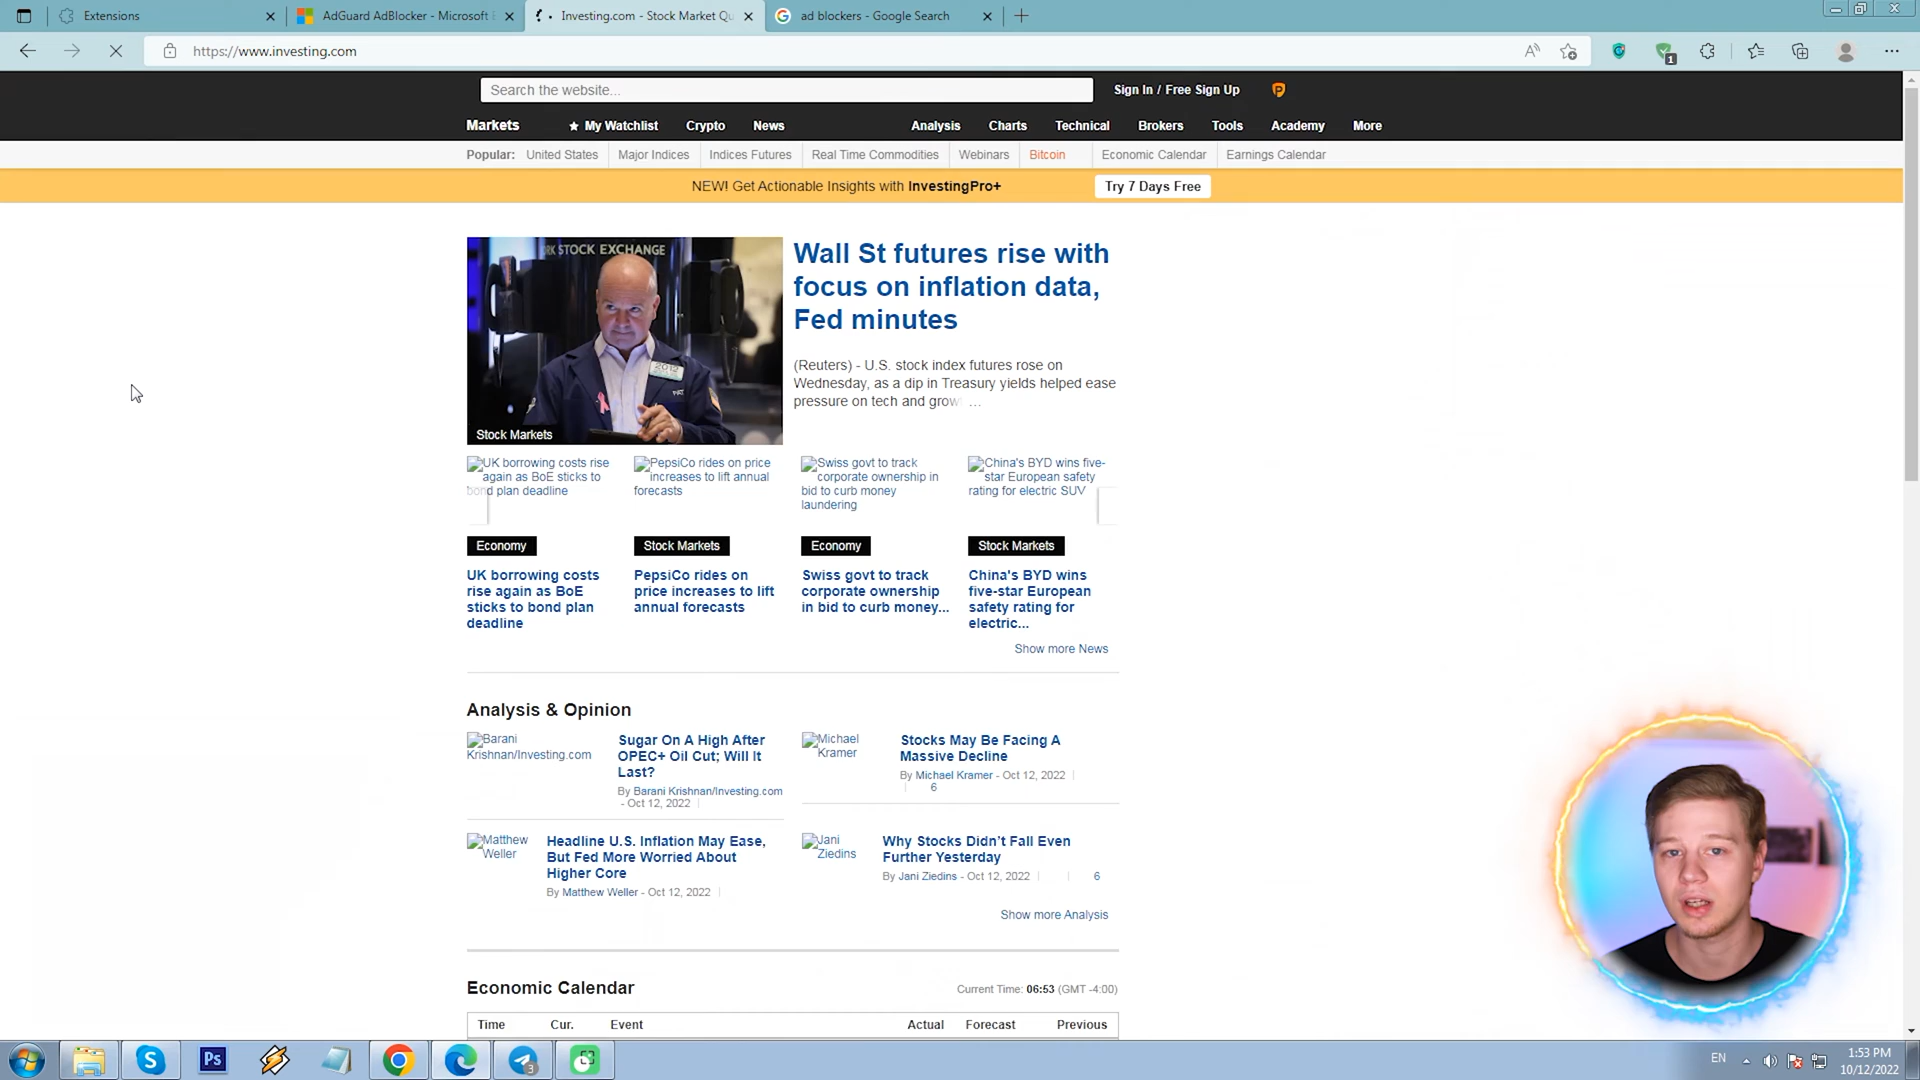 Extensions
AdGuard AdBlocker - Microsoft E
Investing.com - Stock Market Qu
ad blockers - Google Search
https://www.investing.com
1
Search the website...
Sign In / Free Sign Up
P
Markets
My Watchlist
Crypto
News
Analysis
Charts
Technical
Brokers
Tools
Academy
More
Popular:
United States
Major Indices
Indices Futures
Real Time Commodities
Webinars
Bitcoin
Economic Calendar
Earnings Calendar
NEW! Get Actionable Insights with InvestingPro+
Try 7 Days Free
RK STOCK EXCHANGE
2012
Stock Markets
Wall St futures rise with
focus on inflation data,
Fed minutes
(Reuters) - U.S. stock index futures rose on
Wednesday, as a dip in Treasury yields helped ease
pressure on tech and grow ...
UK borrowing costs rise
again as BoE sticks to
bond plan deadline
Economy
UK borrowing costs
rise again as BoE
sticks to bond plan
deadline
PepsiCo rides on price
increases to lift annual
forecasts
Stock Markets
PepsiCo rides on
price increases to lift
annual forecasts
Swiss govt to track
corporate ownership in
bid to curb money
laundering
Economy
Swiss govt to track
corporate ownership
in bid to curb money...
China's BYD wins five-
star European safety
rating for electric SUV
Stock Markets
China's BYD wins
five-star European
safety rating for
electric...
Show more News
Analysis & Opinion
Barani
Krishnan/Investing.com
Sugar On A High After
OPEC+ Oil Cut; Will It
Last?
By Barani Krishnan/Investing.com
- Oct 12, 2022
Michael
Kramer
Stocks May Be Facing A
Massive Decline
By Michael Kramer - Oct 12, 2022
6
Matthew
Weller
Headline U.S. Inflation May Ease,
But Fed More Worried About
Higher Core
By Matthew Weller - Oct 12, 2022
Jani
Ziedins
Why Stocks Didn't Fall Even
Further Yesterday
By Jani Ziedins - Oct 12, 2022
6
Show more Analysis
Economic Calendar
Current Time: 06:53 (GMT -4:00)
Time
Cur.
Event
Actual
Forecast
Previous
Ps
3
EN
1:53 PM
10/12/2022